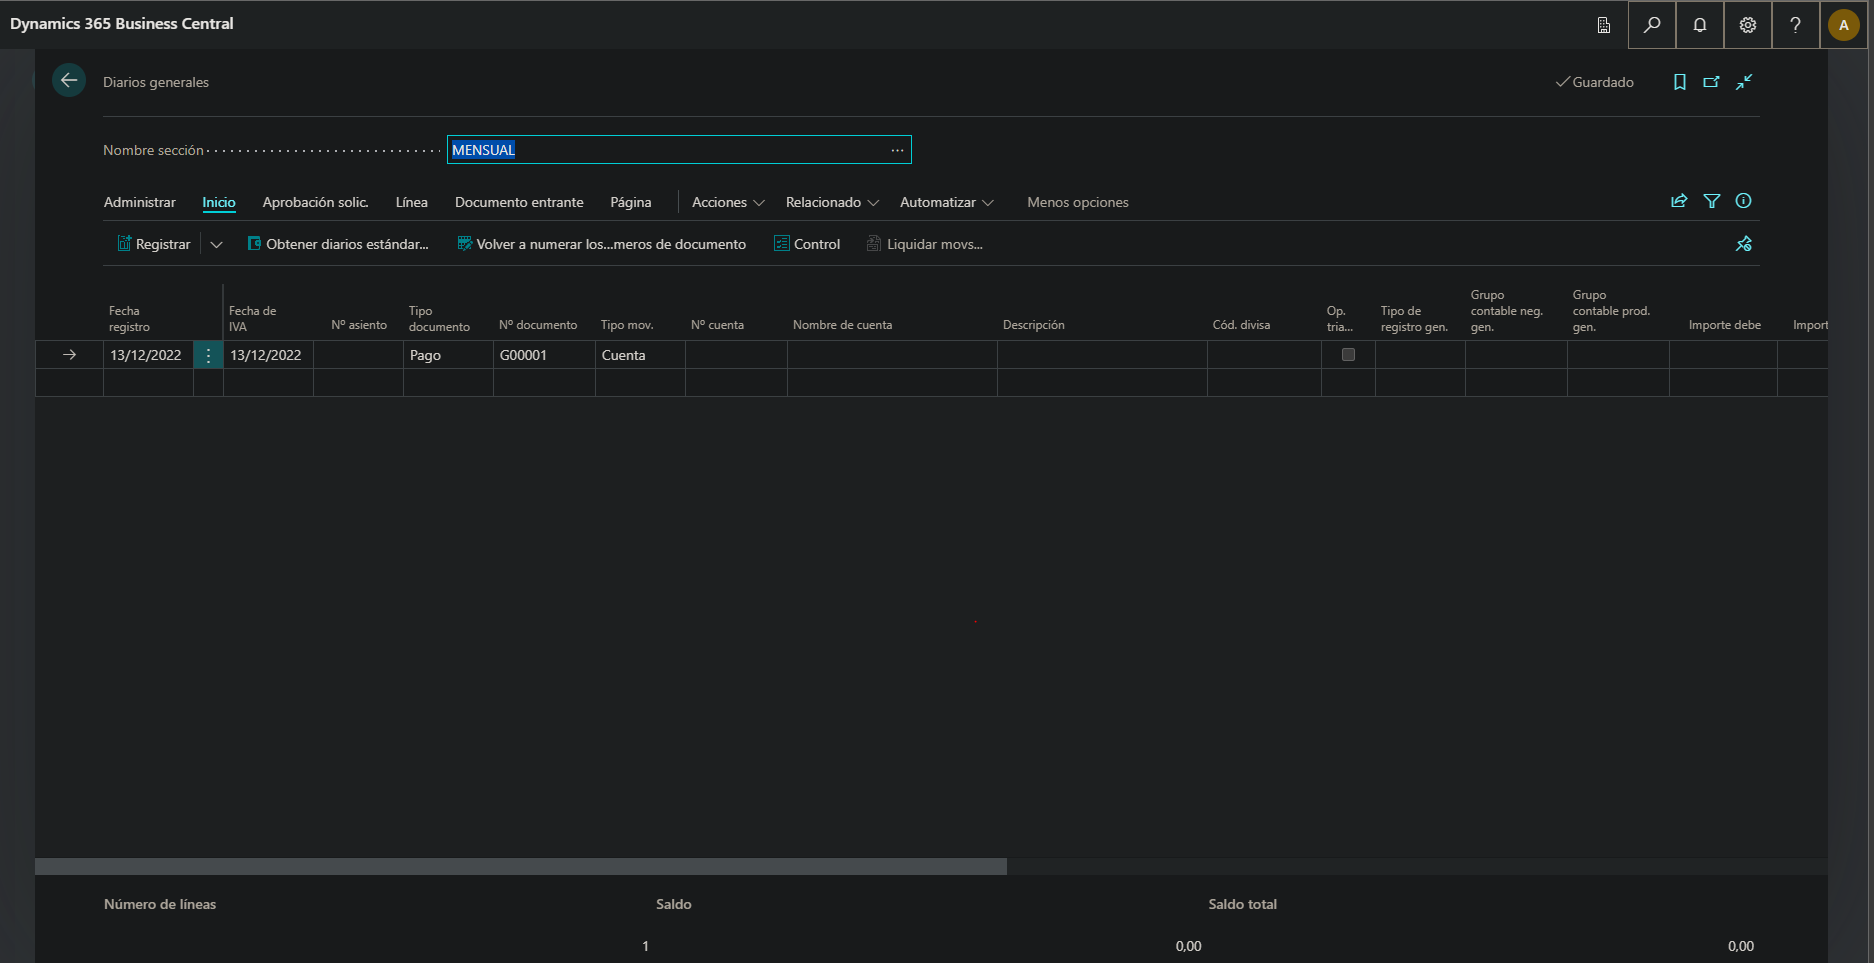 Dynamics 365 Business Central
A
Diarios generales
Guardado
Nombre sección
MENSUAL
Administrar Inicio Aprobación solic. Línea Documento entrante Página Acciones Relacionado Automatizar Menos opciones
Registrar Obtener diarios estándar... Volver a numerar los...meros de documento Control Liquidar movs...
Fecha registro Fecha de IVA Nº asiento Tipo documento Nº documento Tipo mov. Nº cuenta Nombre de cuenta Descripción Cód. divisa Op. tria... Tipo de registro gen. Grupo contable neg. gen. Grupo contable prod. gen. Importe debe Import
13/12/2022 13/12/2022 Pago G00001 Cuenta
Número de líneas Saldo Saldo total
1 0,00 0,00